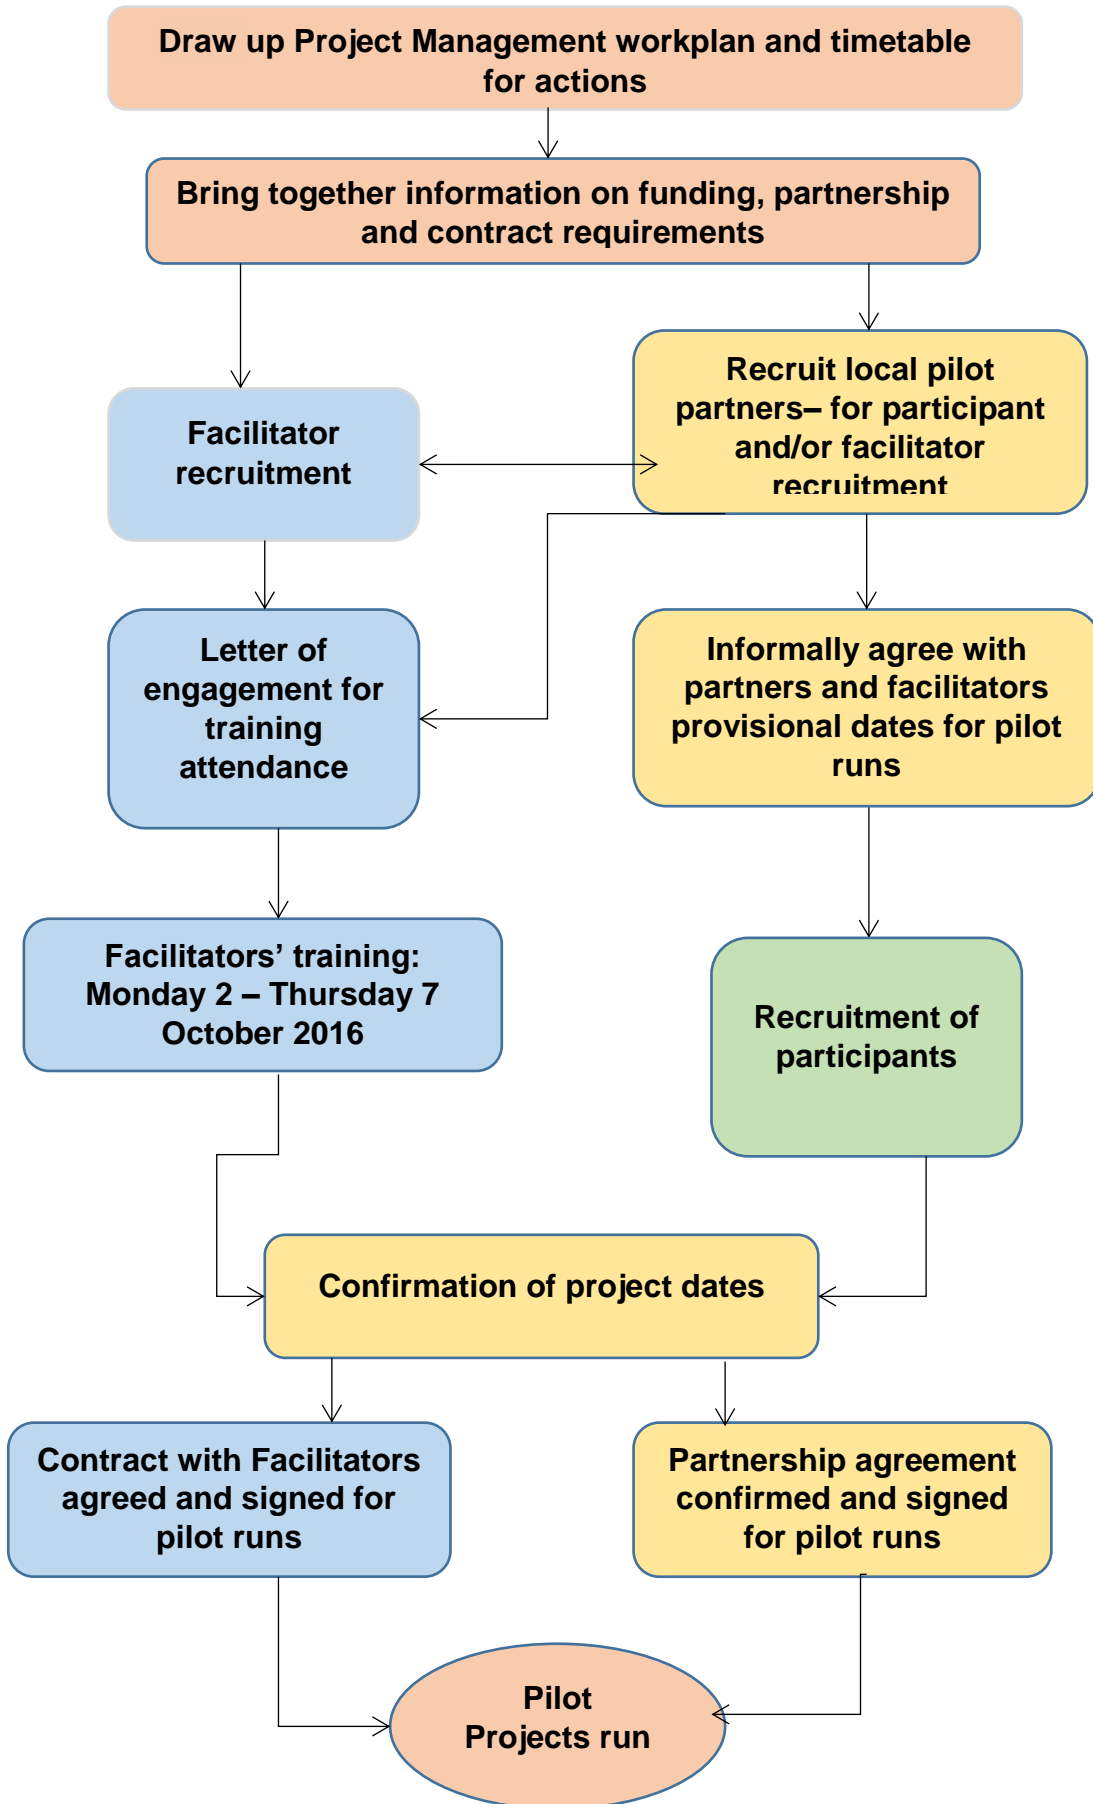 Draw up Project Management workplan and timetable
for actions
Bring together information on funding, partnership
and contract requirements
Facilitator
recruitment
Recruit local pilot
partners– for participant
and/or facilitator
recruitment
Letter of
engagement for
training
attendance
Informally agree with
partners and facilitators
provisional dates for pilot
runs
Facilitators’ training:
Monday 2 – Thursday 7
October 2016
Recruitment of
participants
Confirmation of project dates
Contract with Facilitators
agreed and signed for
pilot runs
Partnership agreement
confirmed and signed
for pilot runs
Pilot
Projects run